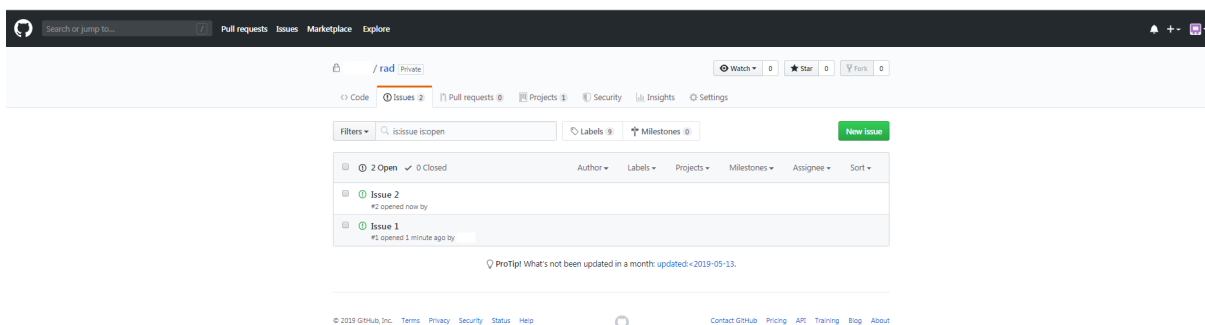 Search or jump to... / Pull requests Issues Marketplace Explore
/ rad Private Watch 0 Star 0 Fork 0
Code Issues 2 Pull requests 0 Projects 1 Security Insights Settings
Filters is:issue is:open Labels 9 Milestones 0 New issue
2 Open 0 Closed Author Labels Projects Milestones Assignee Sort
Issue 2
#2 opened now by
Issue 1
#1 opened 1 minute ago by
ProTip! What's not been updated in a month: updated:<2019-05-13.
© 2019 GitHub, Inc. Terms Privacy Security Status Help Contact GitHub Pricing API Training Blog About